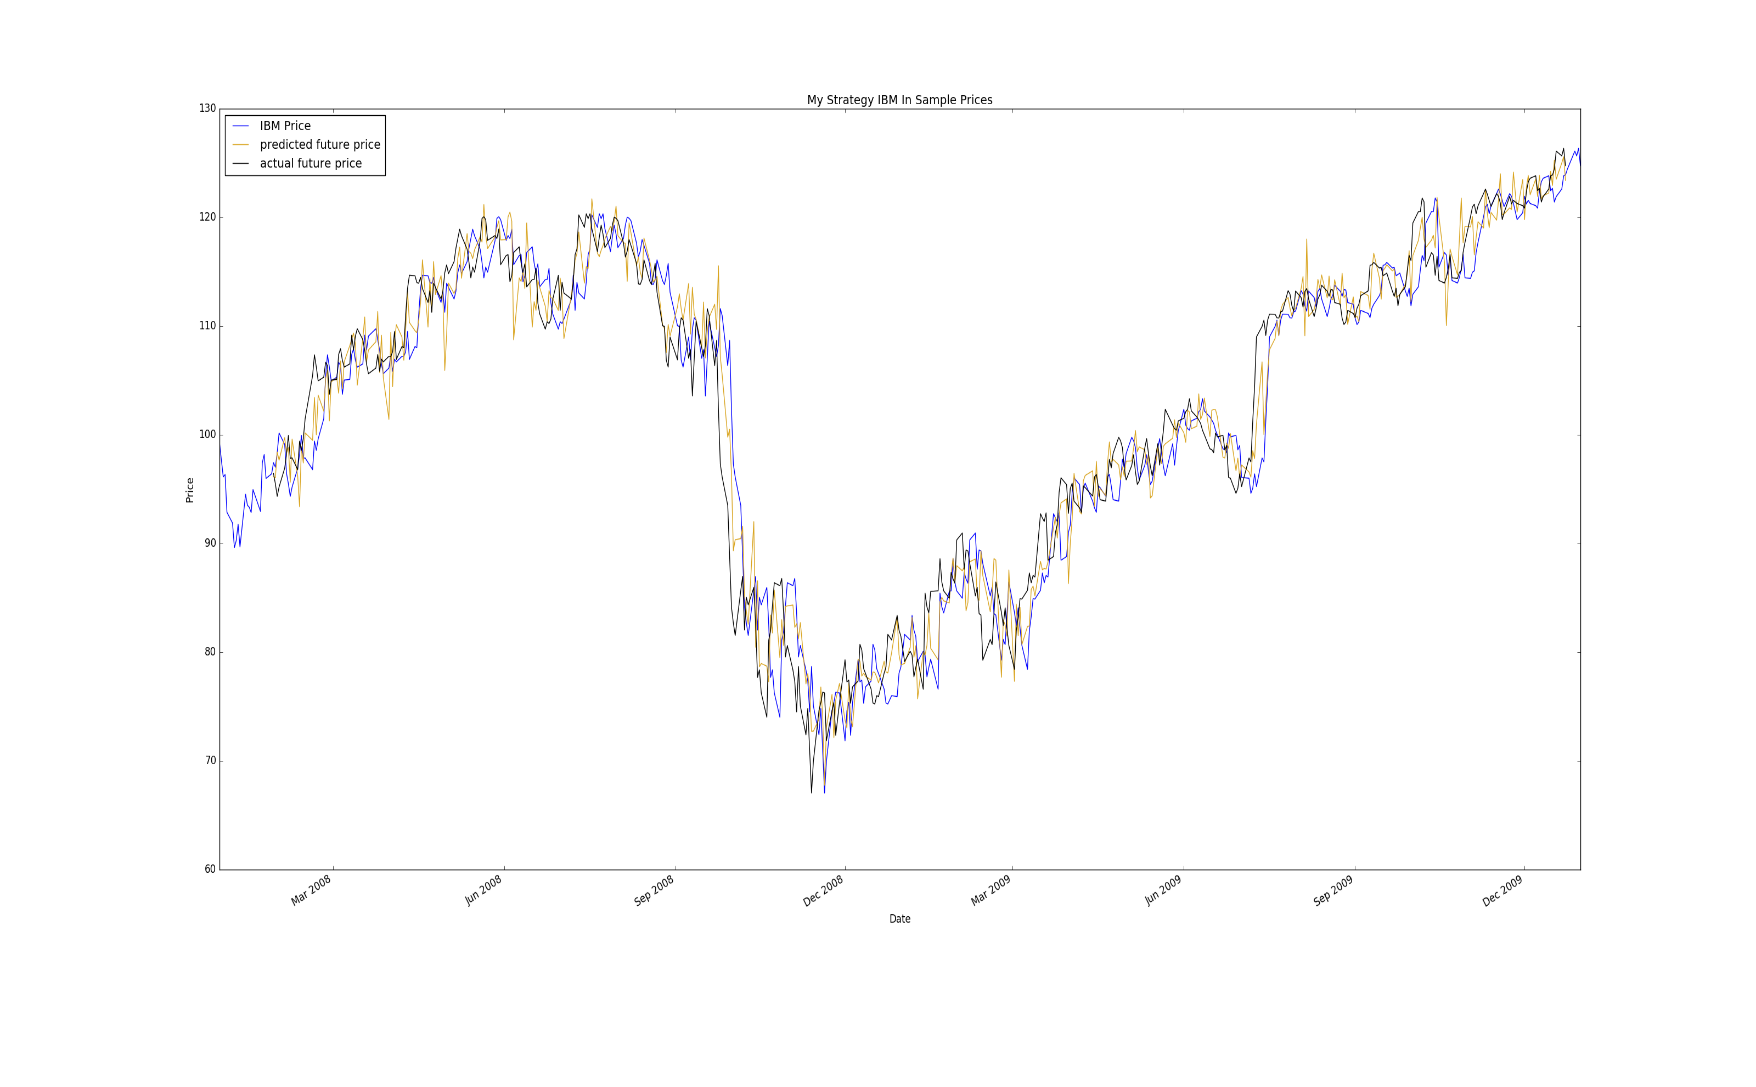 My Strategy IBM In Sample Prices
130
120
110
100
90
80
70
60
IBM Price
predicted future price
actual future price
Price
Mar 2008
Jun 2008
Sep 2008
Dec 2008
Mar 2009
Jun 2009
Sep 2009
Dec 2009
Date